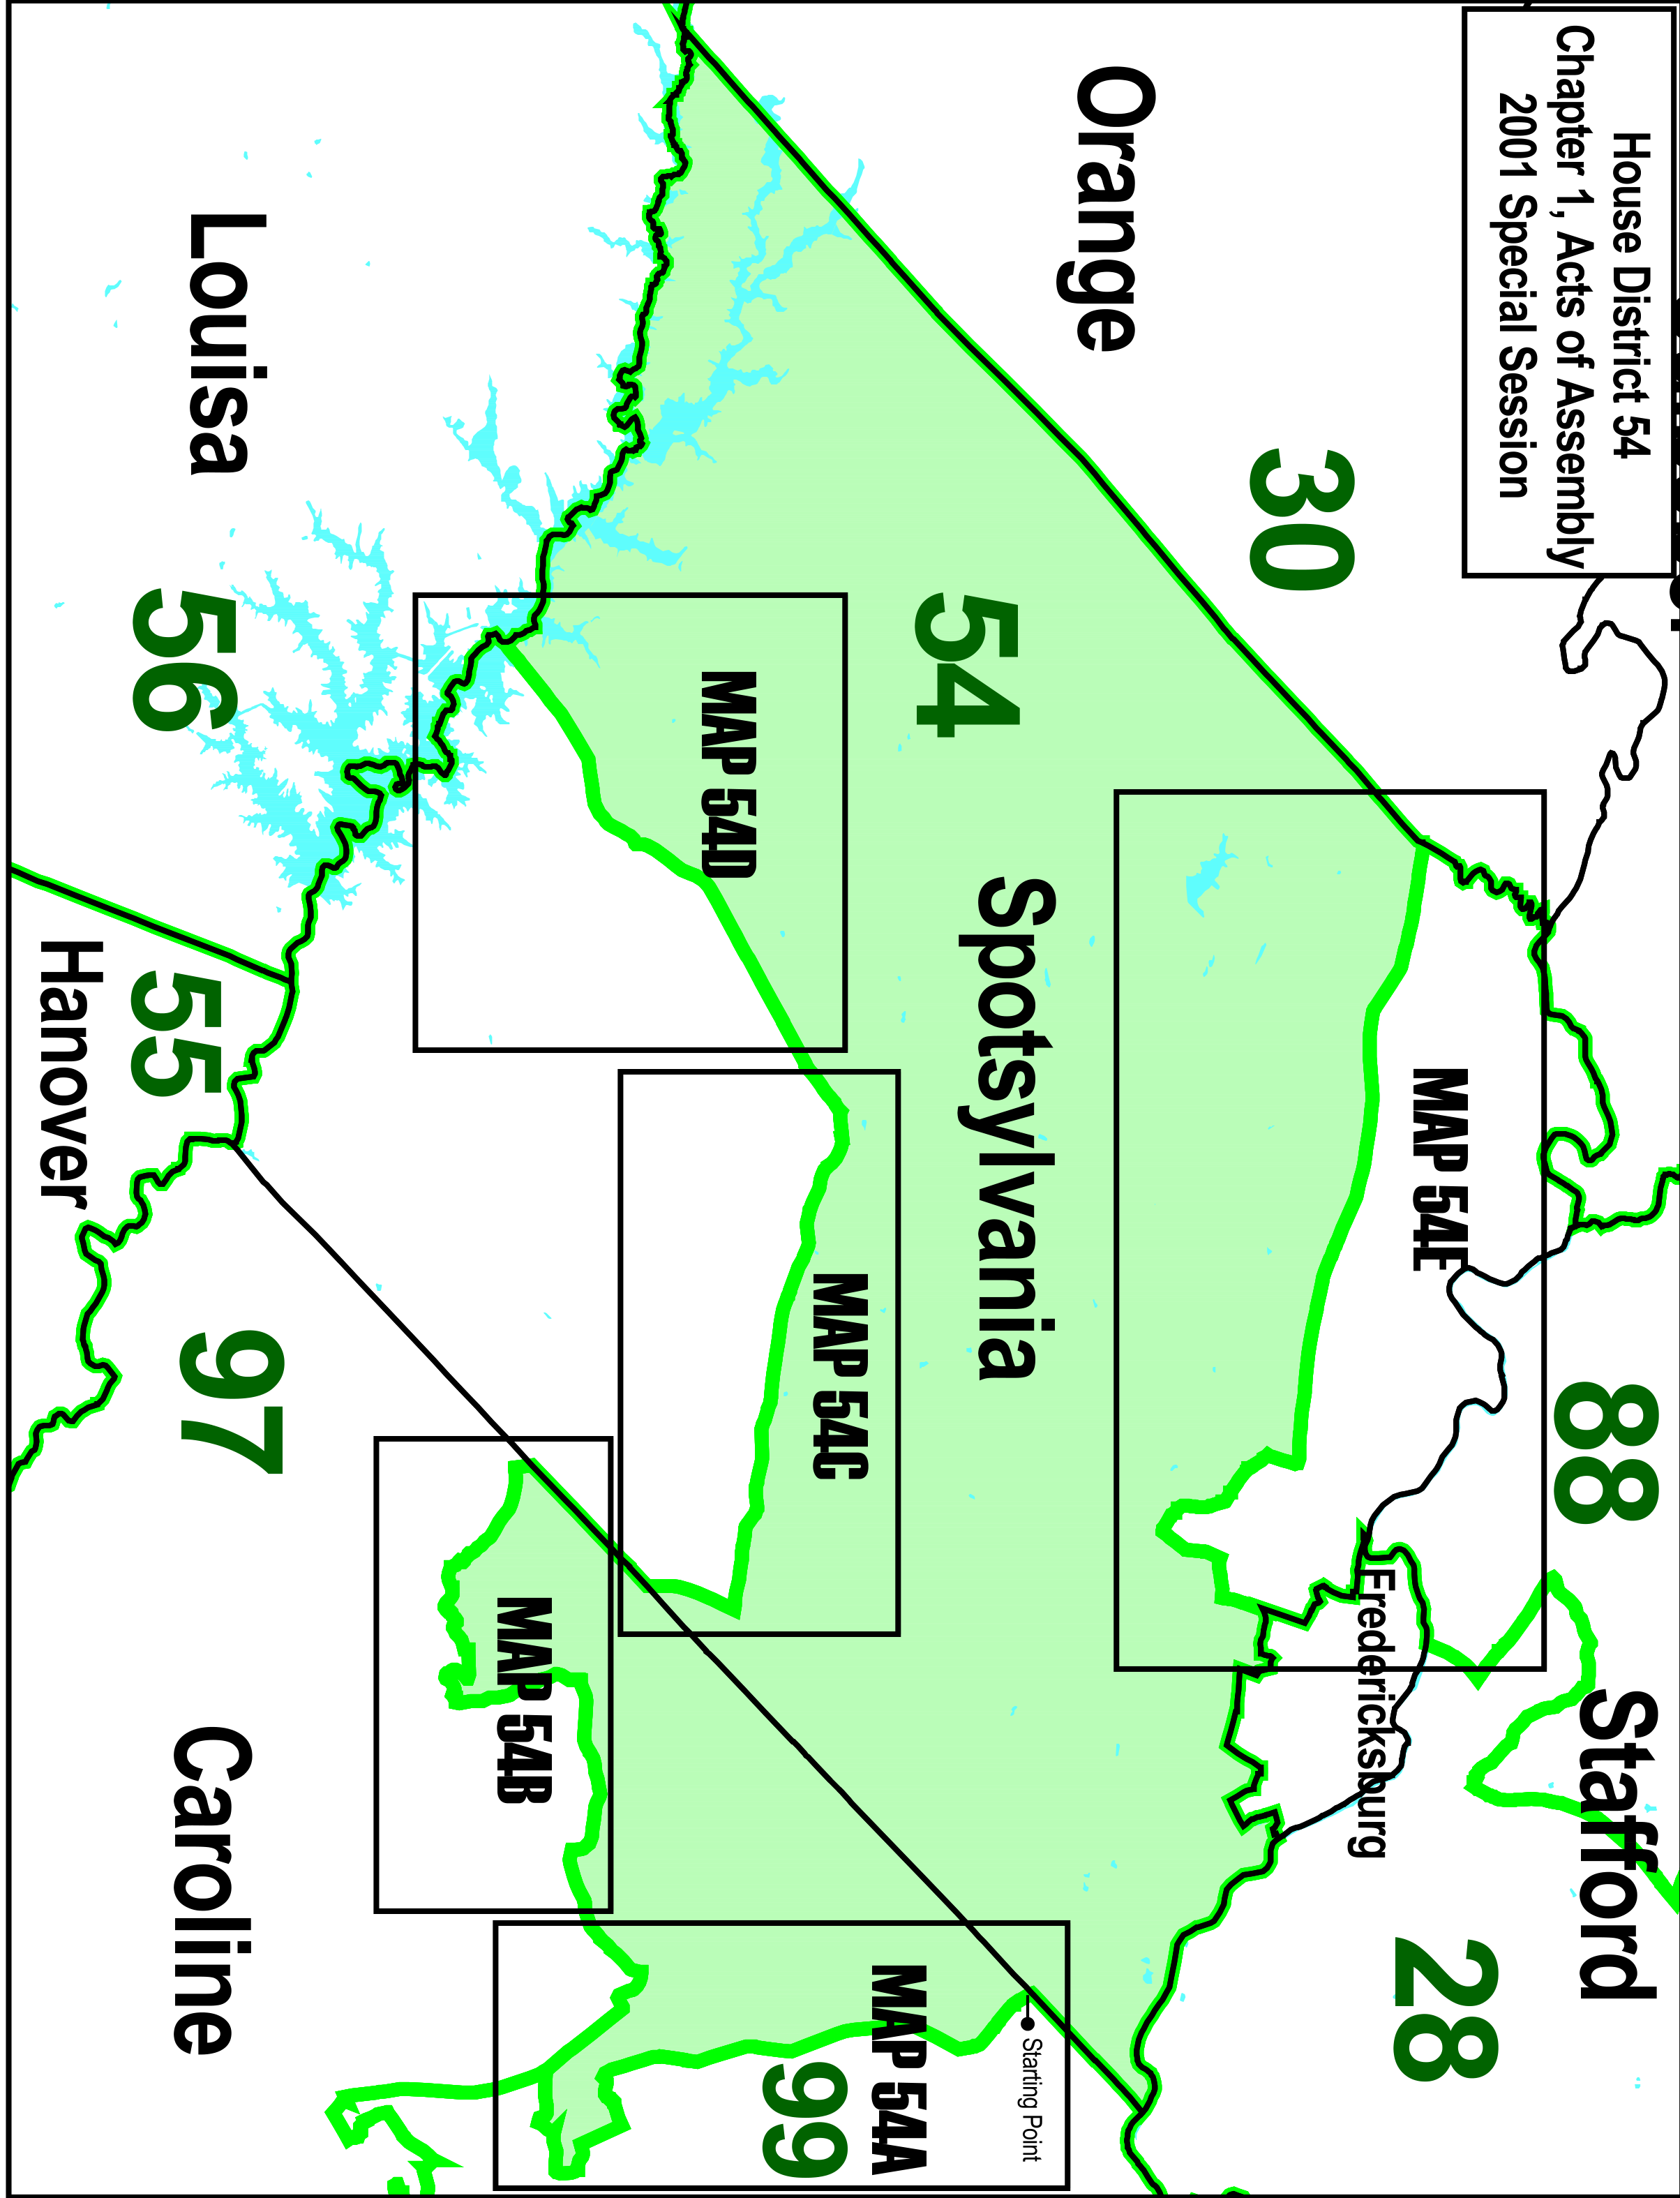 House District 54
Chapter 1, Acts of Assembly
2001 Special Session
Stafford
88
28
Orange
30
MAP 54E
Fredericksburg
Spotsylvania
54
Starting Point
MAP 54A
99
MAP 54C
MAP 54D
MAP 54B
Louisa
56
55
97
Caroline
Hanover